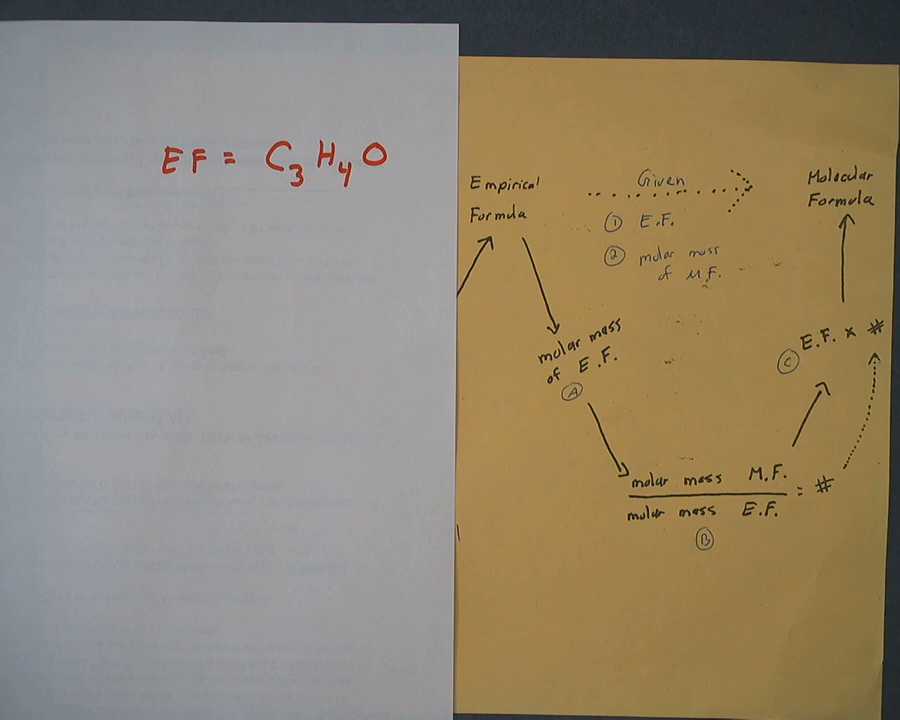 EF = C3H4O
Empirical
Formula
Given
① E.F.
② molar mass
of M.F.
Molecular
Formula
molar mass
of E.F.
Ⓐ
molar mass M.F.
molar mass E.F.
= #
Ⓑ
Ⓒ E.F. x #